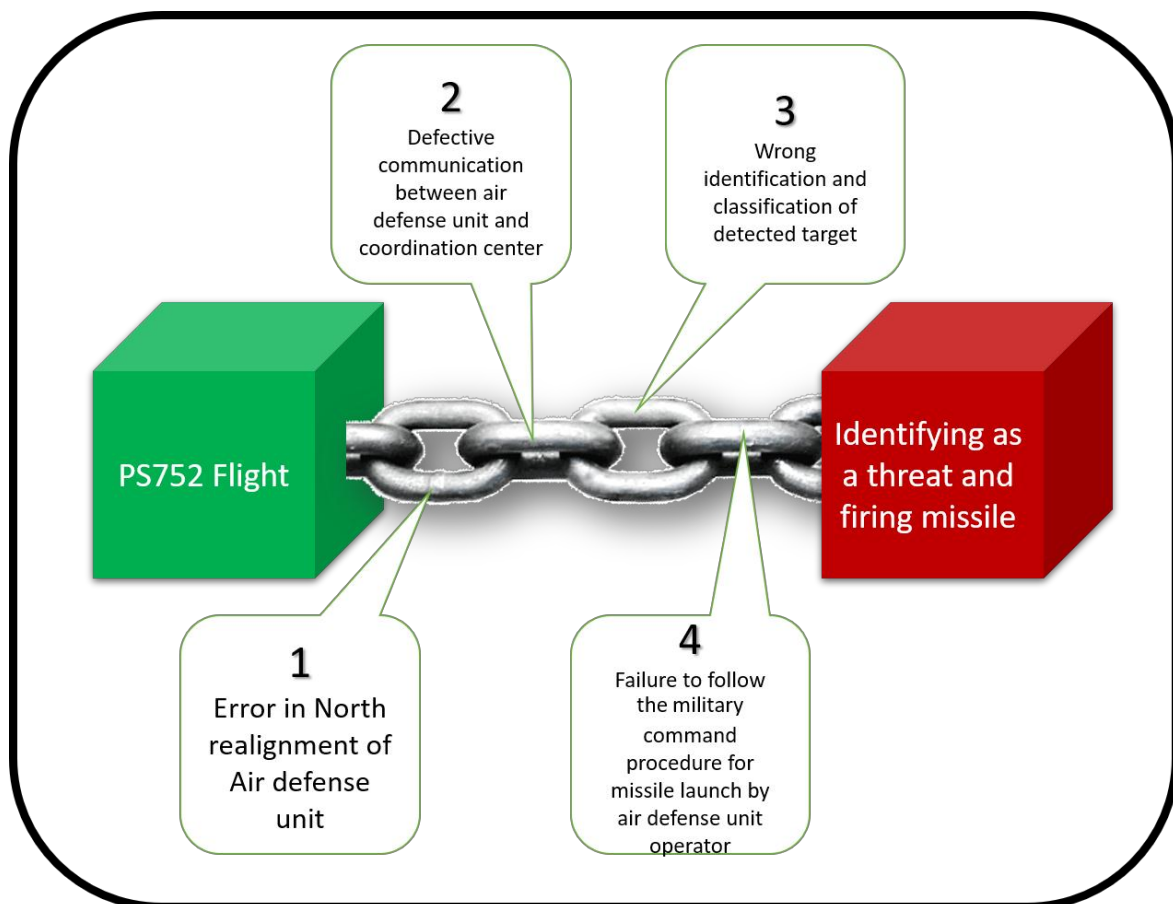 2
Defective
communication
between air
defense unit and
coordination center
3
Wrong
identification and
classification of
detected target
PS752 Flight
Identifying as
a threat and
firing missile
1
Error in North
realignment of
Air defense
unit
4
Failure to follow
the military
command
procedure for
missile launch by
air defense unit
operator